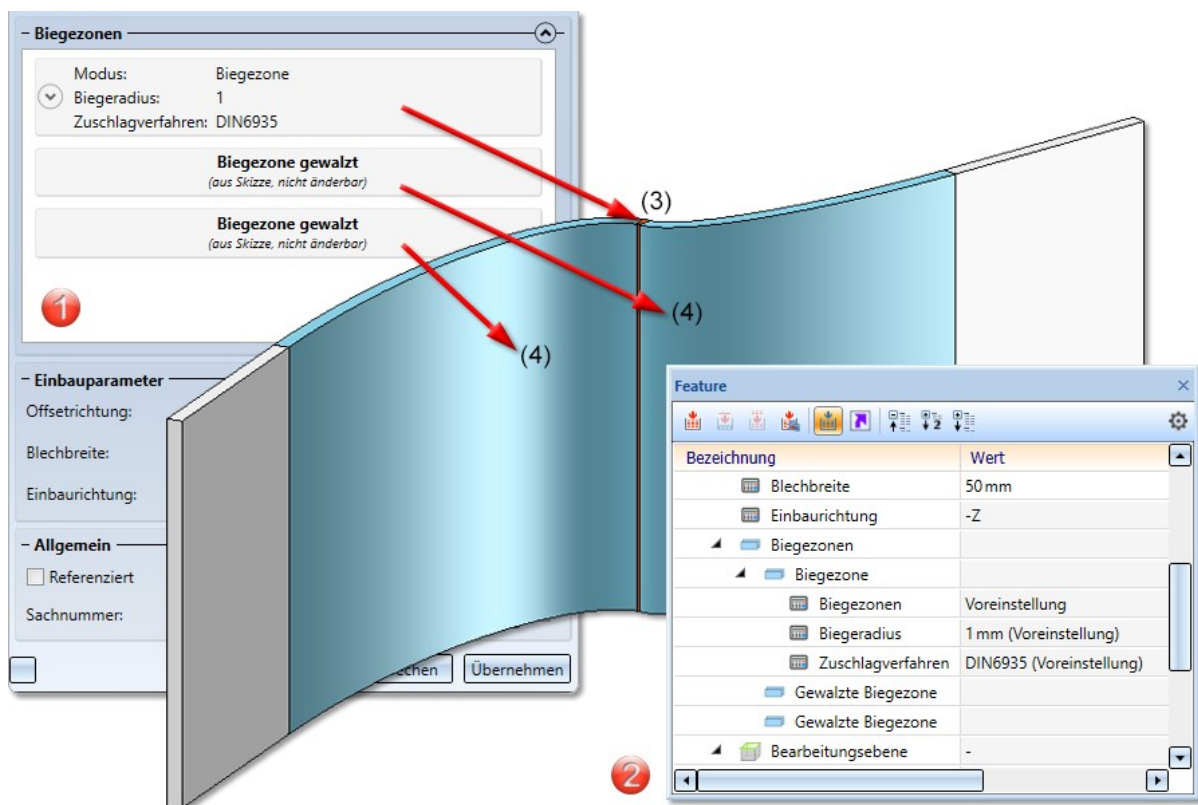 Biegezonen
Modus: Biegezone
Biegeradius: 1
Zuschlagverfahren: DIN6935
Biegezone gewalzt
(aus Skizze, nicht änderbar)
Biegezone gewalzt
(aus Skizze, nicht änderbar)
1
(3)
(4)
(4)
Einbauparameter
Offsetrichtung:
Blechbreite:
Einbaurichtung:
Allgemein
Referenziert
Sachnummer:
Übernehmen
Feature
2
Bezeichnung Wert
Blechbreite 50 mm
Einbaurichtung -Z
Biegezonen
Biegezone
Biegezonen Voreinstellung
Biegeradius 1 mm (Voreinstellung)
Zuschlagverfahren DIN6935 (Voreinstellung)
Gewalzte Biegezone
Gewalzte Biegezone
Bearbeitungsebene -
2